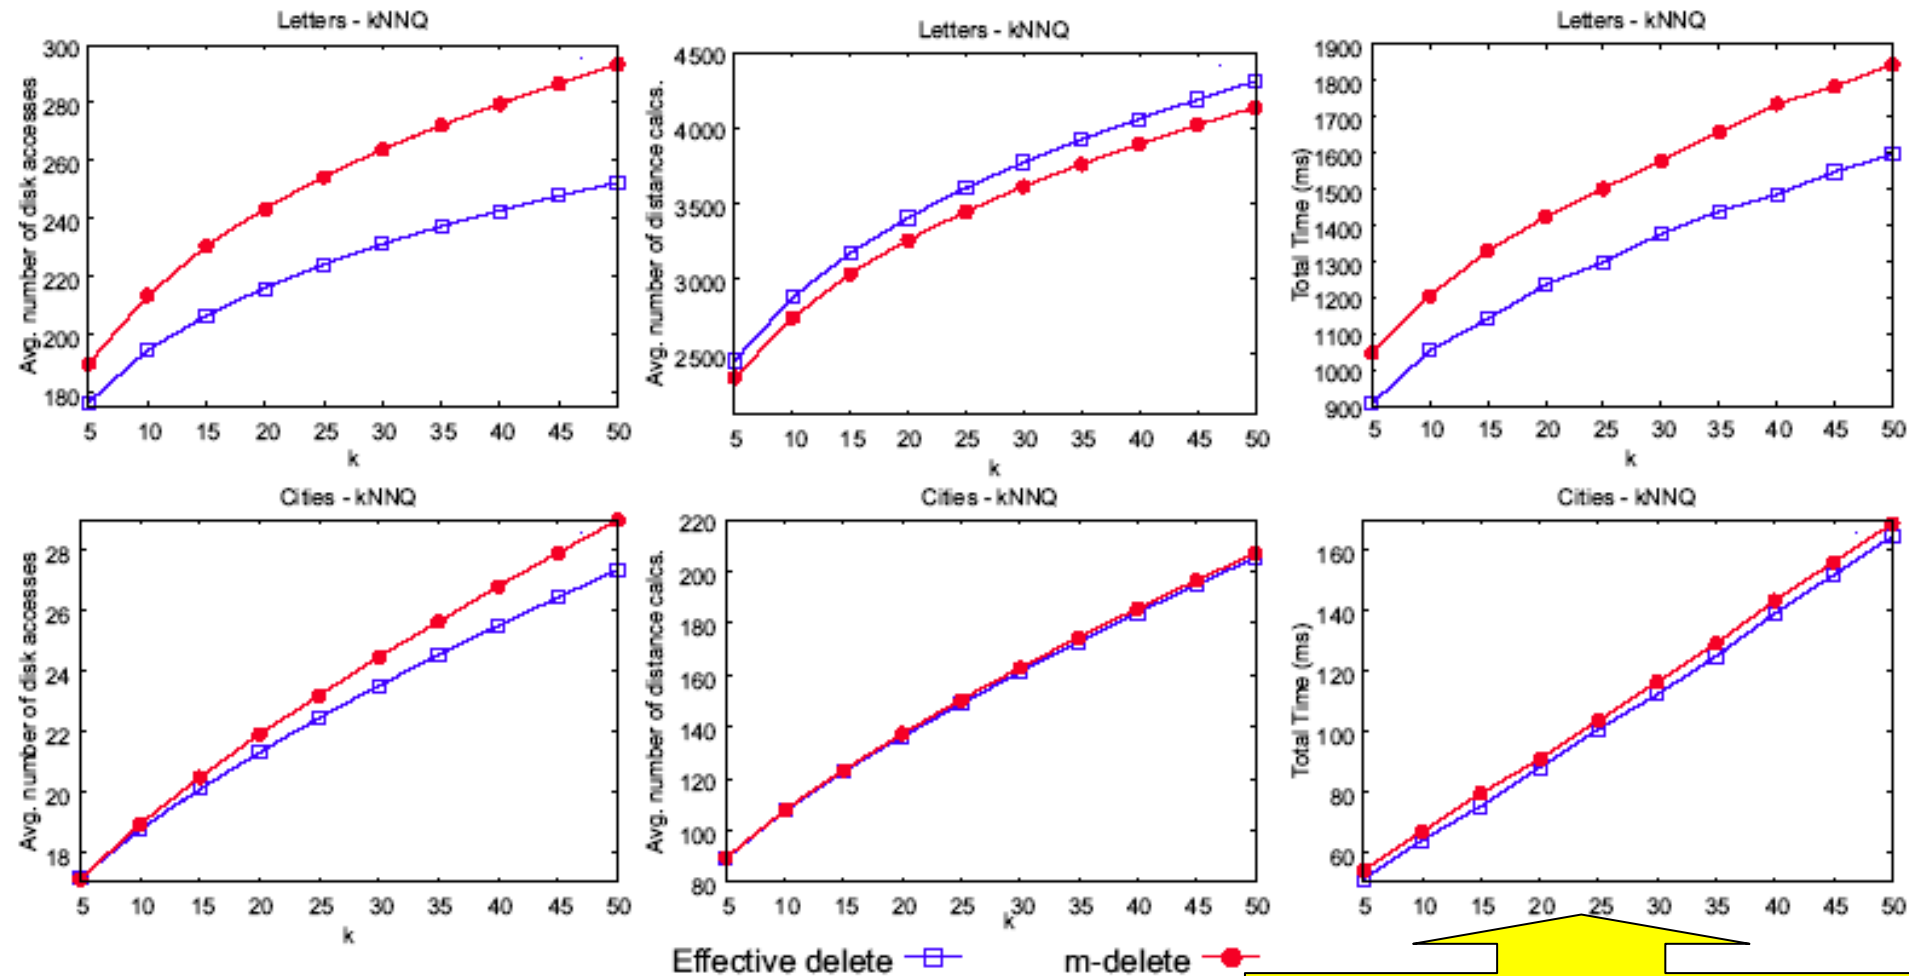 Letters - kNNQ
Avg. number of disk accesses
300
280
260
240
220
200
180
5 10 15 20 25 30 35 40 45 50
k
Letters - kNNQ
Avg. number of distance calcs.
4500
4000
3500
3000
2500
5 10 15 20 25 30 35 40 45 50
k
Letters - kNNQ
Total Time (ms)
1900
1800
1700
1600
1500
1400
1300
1200
1100
1000
900
5 10 15 20 25 30 35 40 45 50
k
Cities - kNNQ
Avg. number of disk accesses
28
26
24
22
20
18
5 10 15 20 25 30 35 40 45 50
k
Cities - kNNQ
Avg. number of distance calcs.
220
200
180
160
140
120
100
80
5 10 15 20 25 30 35 40 45 50
k
Cities - kNNQ
Total Time (ms)
160
140
120
100
80
60
5 10 15 20 25 30 35 40 45 50
Effective delete m-delete